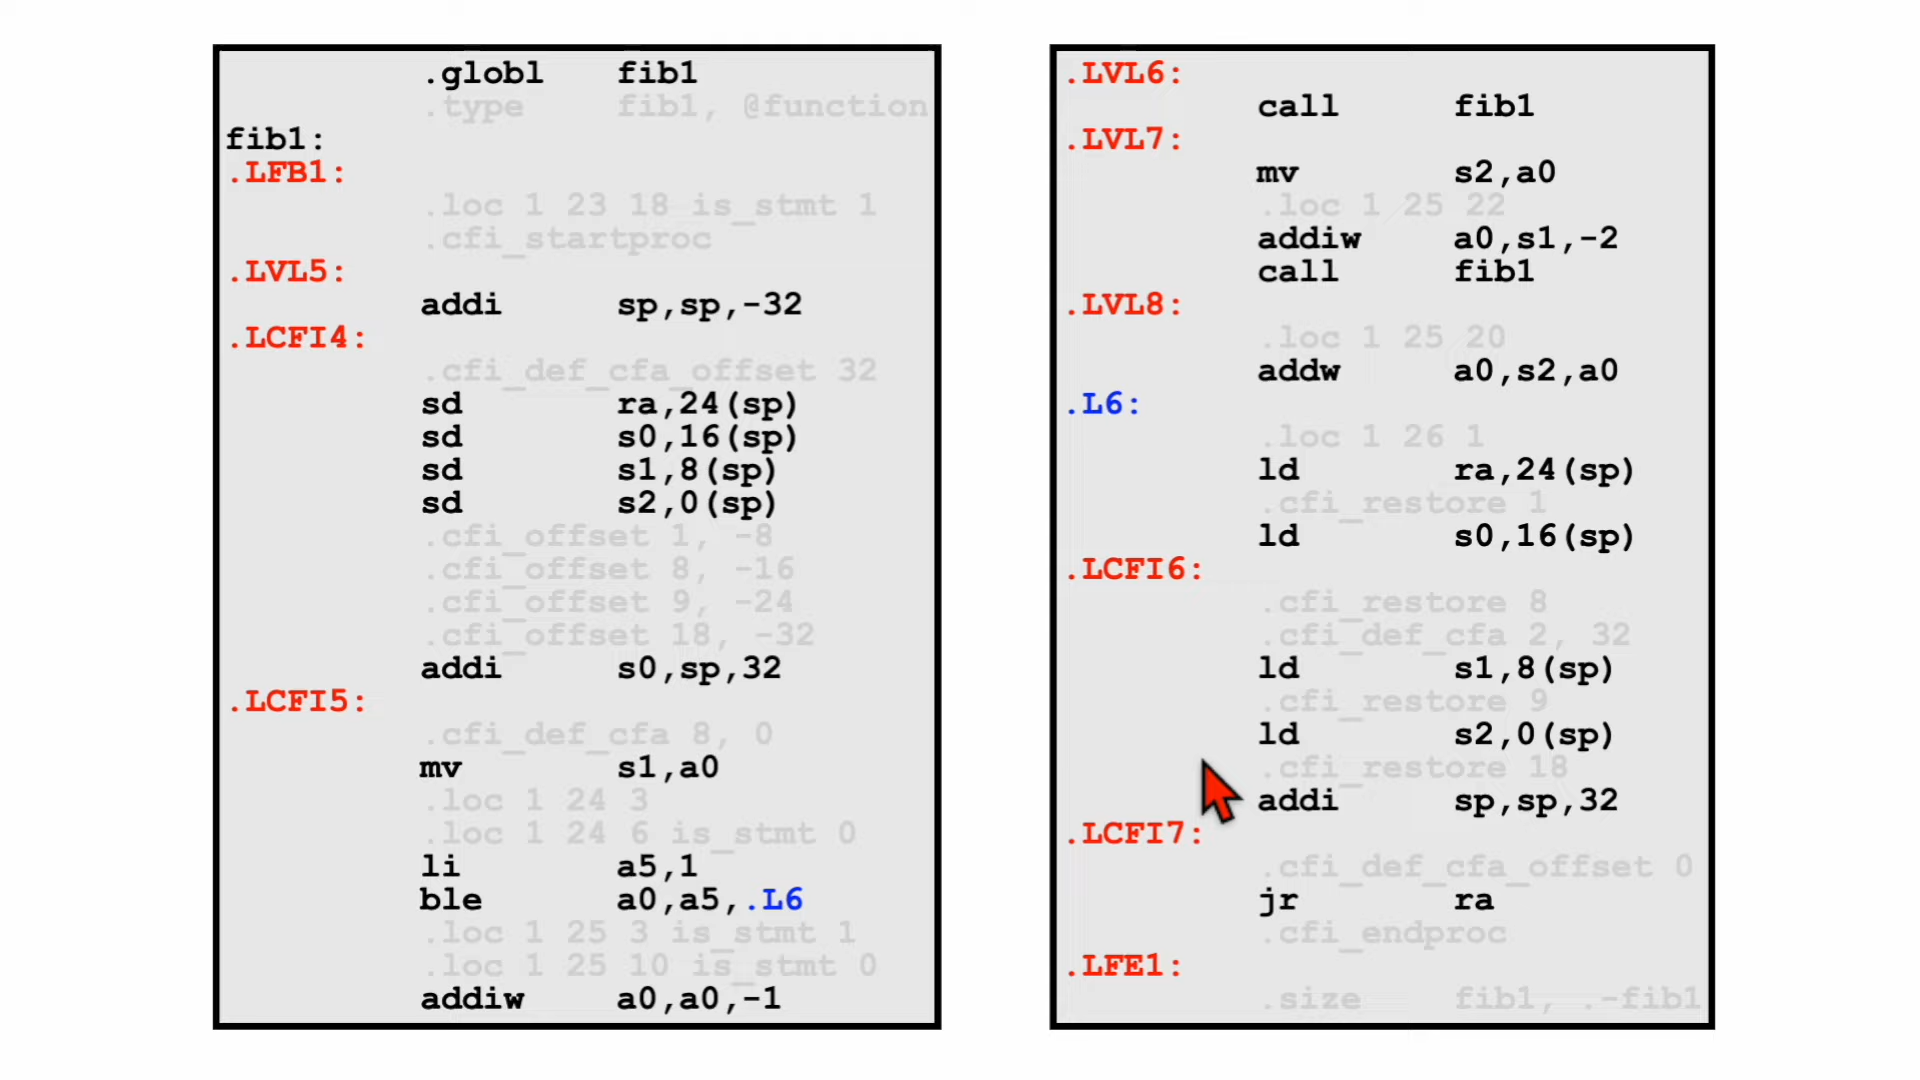 .globl fib1
.type fib1, @function
fib1:
.LFB1:
.loc 1 23 18 is_stmt 1
.cfi_startproc
.LVL5:
addi sp,sp,-32
.LCFI4:
.cfi_def_cfa_offset 32
sd ra,24(sp)
sd s0,16(sp)
sd s1,8(sp)
sd s2,0(sp)
.cfi_offset 1, -8
.cfi_offset 8, -16
.cfi_offset 9, -24
.cfi_offset 18, -32
addi s0,sp,32
.LCFI5:
.cfi_def_cfa 8, 0
mv s1,a0
.loc 1 24 3
.loc 1 24 6 is_stmt 0
li a5,1
ble a0,a5,.L6
.loc 1 25 3 is_stmt 1
.loc 1 25 10 is_stmt 0
addiw a0,a0,-1
.LVL6:
call fib1
.LVL7:
mv s2,a0
.loc 1 25 22
addiw a0,s1,-2
call fib1
.LVL8:
.loc 1 25 20
addw a0,s2,a0
.L6:
.loc 1 26 1
ld ra,24(sp)
.cfi_restore 1
ld s0,16(sp)
.LCFI6:
.cfi_restore 8
.cfi_def_cfa 2, 32
ld s1,8(sp)
.cfi_restore 9
ld s2,0(sp)
.cfi_restore 18
addi sp,sp,32
.LCFI7:
.cfi_def_cfa_offset 0
jr ra
.cfi_endproc
.LFE1:
.size fib1, .-fib1